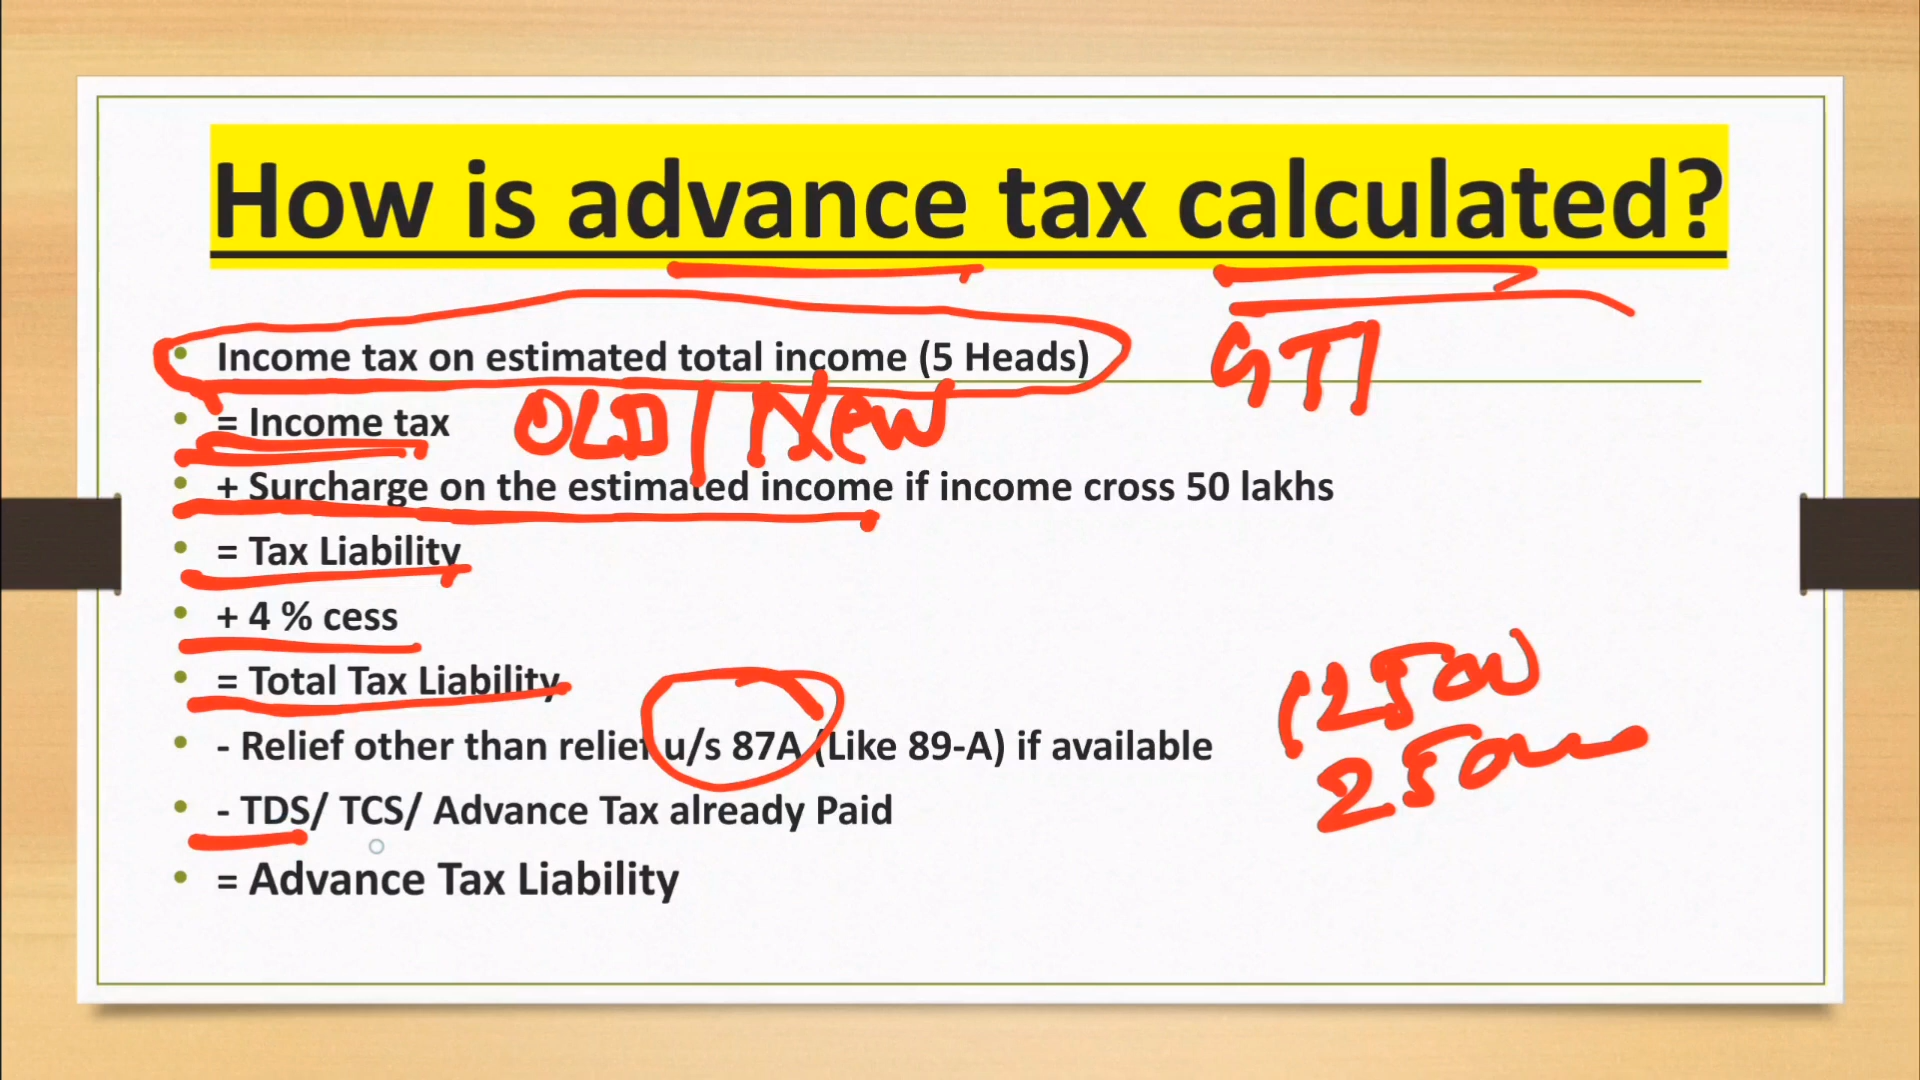 How is advance tax calculated?
Income tax on estimated total income (5 Heads)
GTI
= Income tax
OLD/New
+ Surcharge on the estimated income if income cross 50 lakhs
= Tax Liability
+ 4 % cess
= Total Tax Liability
12500
- Relief other than relief u/s 87A (Like 89-A) if available
- TDS/ TCS/ Advance Tax already Paid
= Advance Tax Liability